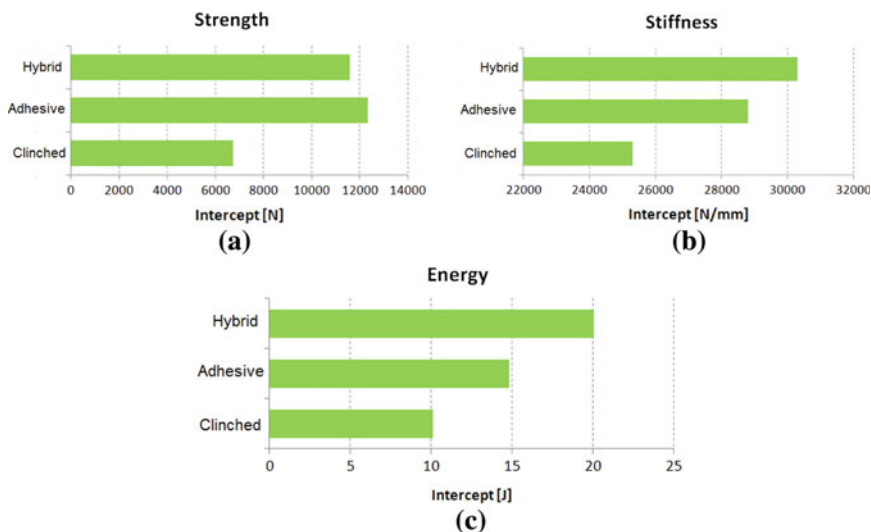 Strength
Hybrid
Adhesive
Clinched
0 2000 4000 6000 8000 10000 12000 14000
Intercept [N]
(a)
Stiffness
Hybrid
Adhesive
Clinched
22000 24000 26000 28000 30000 32000
Intercept [N/mm]
(b)
Energy
Hybrid
Adhesive
Clinched
0 5 10 15 20 25
Intercept [J]
(c)